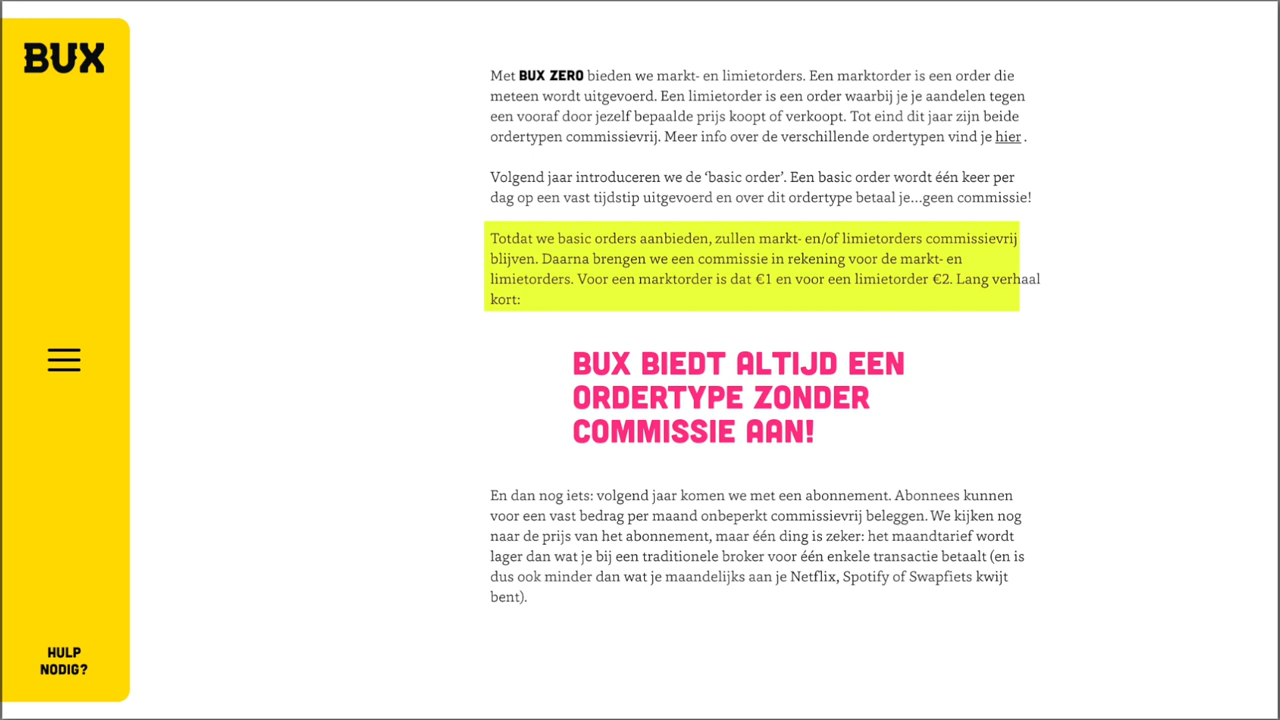 BUX
Met BUX ZERO bieden we markt- en limietorders. Een marktorder is een order die
meteen wordt uitgevoerd. Een limietorder is een order waarbij je je aandelen tegen
een vooraf door jezelf bepaalde prijs koopt of verkoopt. Tot eind dit jaar zijn beide
ordertypen commissievrij. Meer info over de verschillende ordertypen vind je hier .
Volgend jaar introduceren we de ‘basic order’. Een basic order wordt één keer per
dag op een vast tijdstip uitgevoerd en over dit ordertype betaal je…geen commissie!
Totdat we basic orders aanbieden, zullen markt- en/of limietorders commissievrij
blijven. Daarna brengen we een commissie in rekening voor de markt- en
limietorders. Voor een marktorder is dat €1 en voor een limietorder €2. Lang verhaal
kort:
BUX BIEDT ALTIJD EEN
ORDERTYPE ZONDER
COMMISSIE AAN!
En dan nog iets: volgend jaar komen we met een abonnement. Abonnees kunnen
voor een vast bedrag per maand onbeperkt commissievrij beleggen. We kijken nog
naar de prijs van het abonnement, maar één ding is zeker: het maandtarief wordt
lager dan wat je bij een traditionele broker voor één enkele transactie betaalt (en is
dus ook minder dan wat je maandelijks aan je Netflix, Spotify of Swapfiets kwijt
bent).
HULP
NODIG?